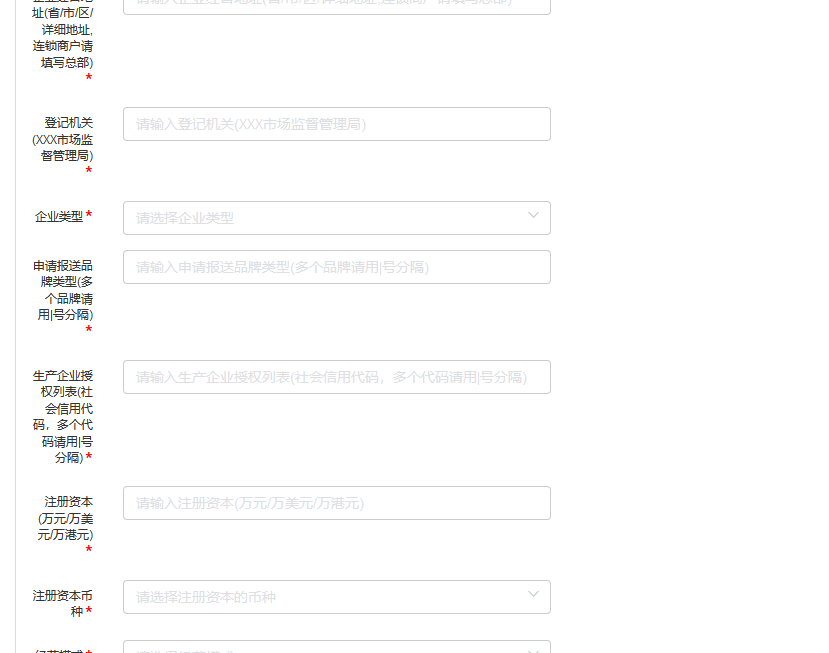 址(省/市/区/
详细地址,
连锁商户请
填写总部)
*
登记机关
(XXX市场监
督管理局)
*
请输入登记机关(XXX市场监督管理局)
企业类型*
请选择企业类型
申请报送品
牌类型(多
个品牌请
用|号分隔)
*
请输入申请报送品牌类型(多个品牌请用|号分隔)
生产企业授
权列表(社
会信用代
码，多个代
码请用|号
分隔)*
请输入生产企业授权列表(社会信用代码，多个代码请用|号分隔)
注册资本
(万元/万美
元/万港元)
*
请输入注册资本(万元/万美元/万港元)
注册资本币
种*
请选择注册资本的币种